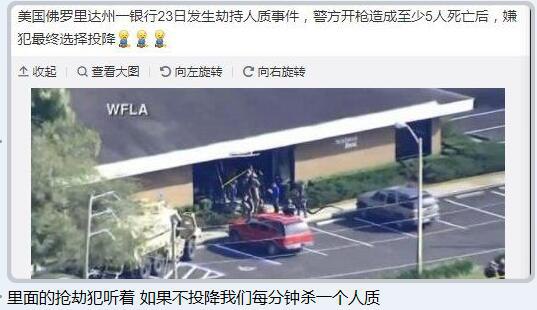 美国佛罗里达州一银行23日发生劫持人质事件，警方开枪造成至少5人死亡后，嫌
犯最终选择投降
收起 查看大图 向左旋转 向右旋转
WFLA
里面的抢劫犯听着 如果不投降我们每分钟杀一个人质